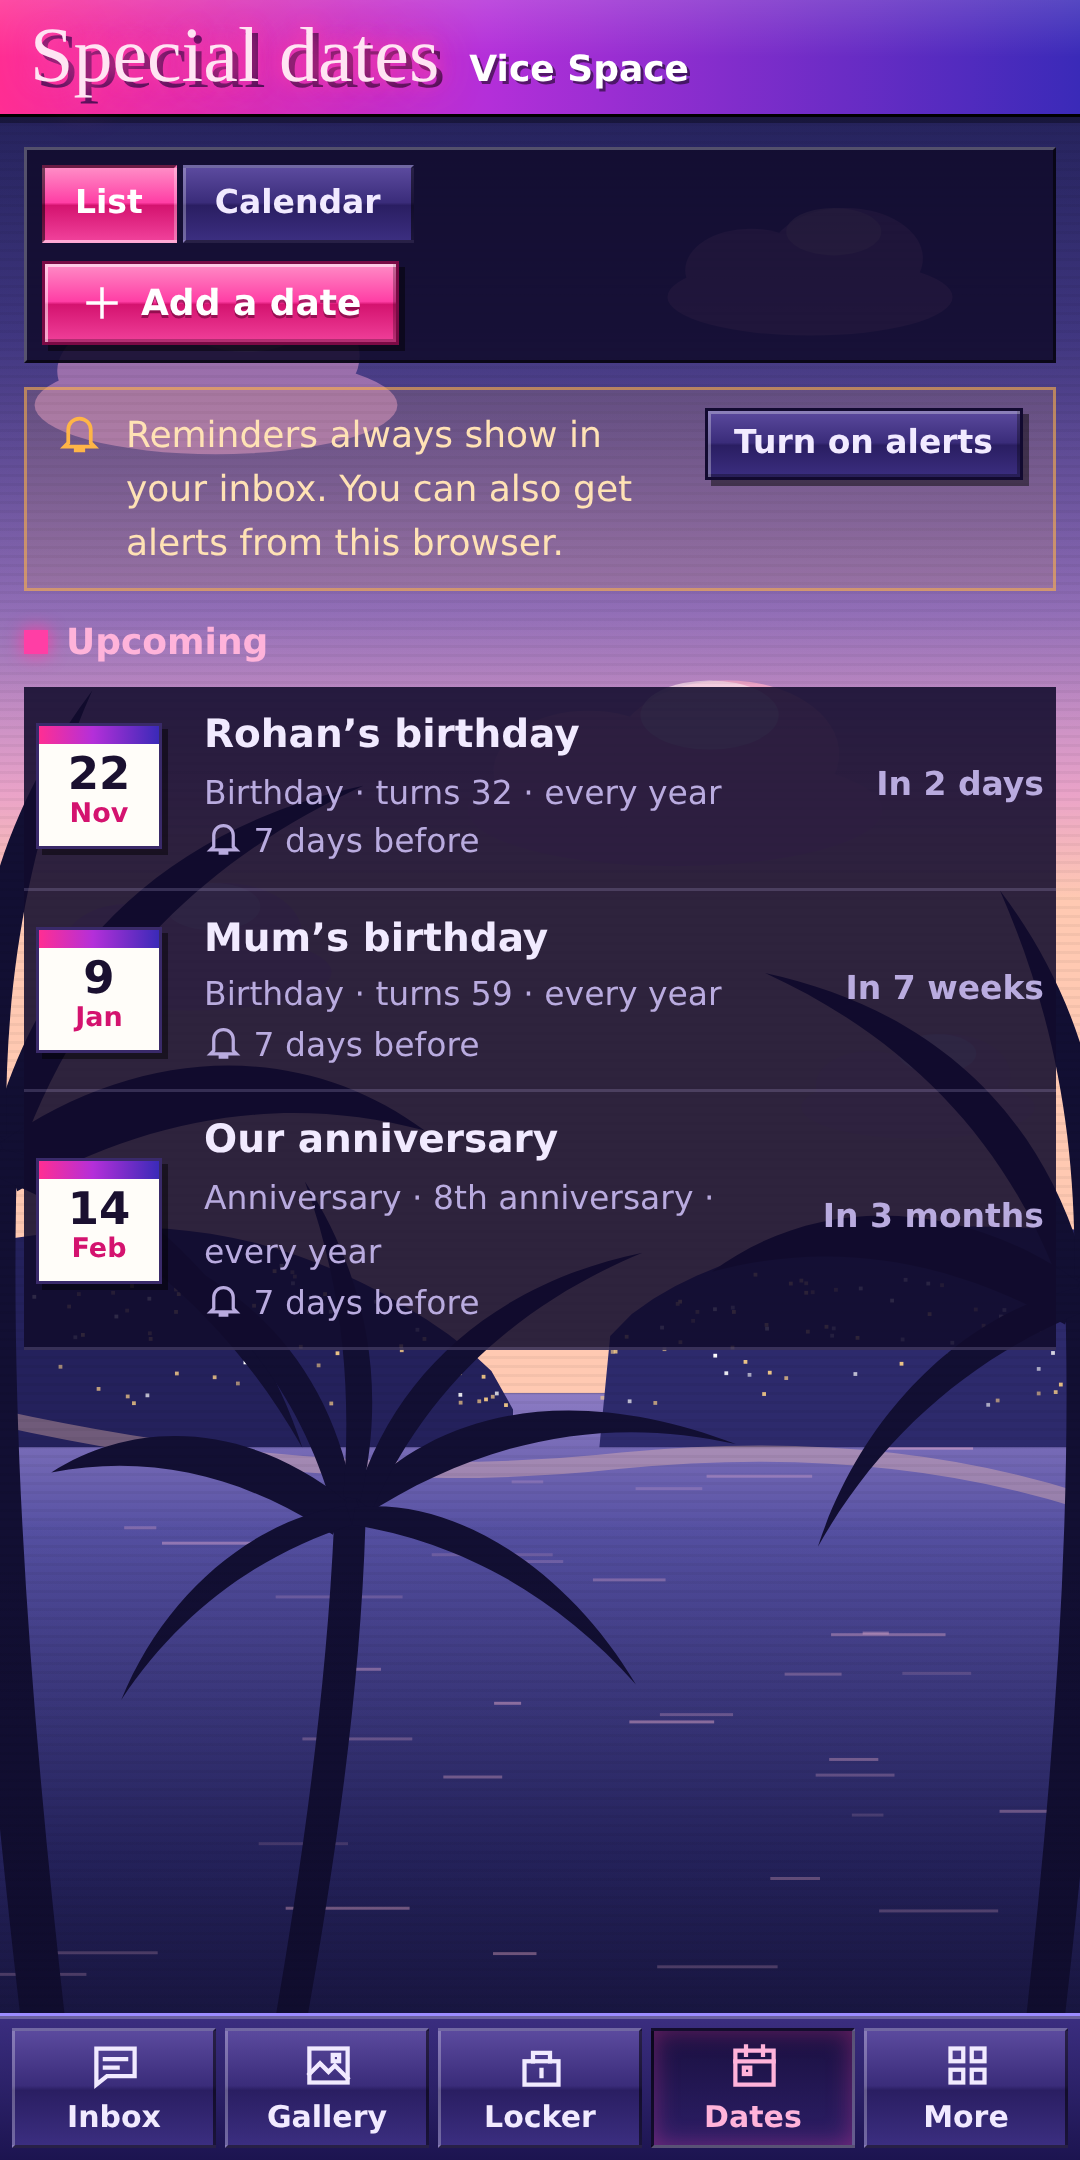 Special dates Vice Space
List Calendar
Add a date
Reminders always show in
your inbox. You can also get
alerts from this browser.
Turn on alerts
Upcoming
22
Nov
Rohan’s birthday
Birthday · turns 32 · every year
7 days before
In 2 days
9
Jan
Mum’s birthday
Birthday · turns 59 · every year
7 days before
In 7 weeks
14
Feb
Our anniversary
Anniversary · 8th anniversary ·
every year
7 days before
In 3 months
Inbox Gallery Locker Dates More